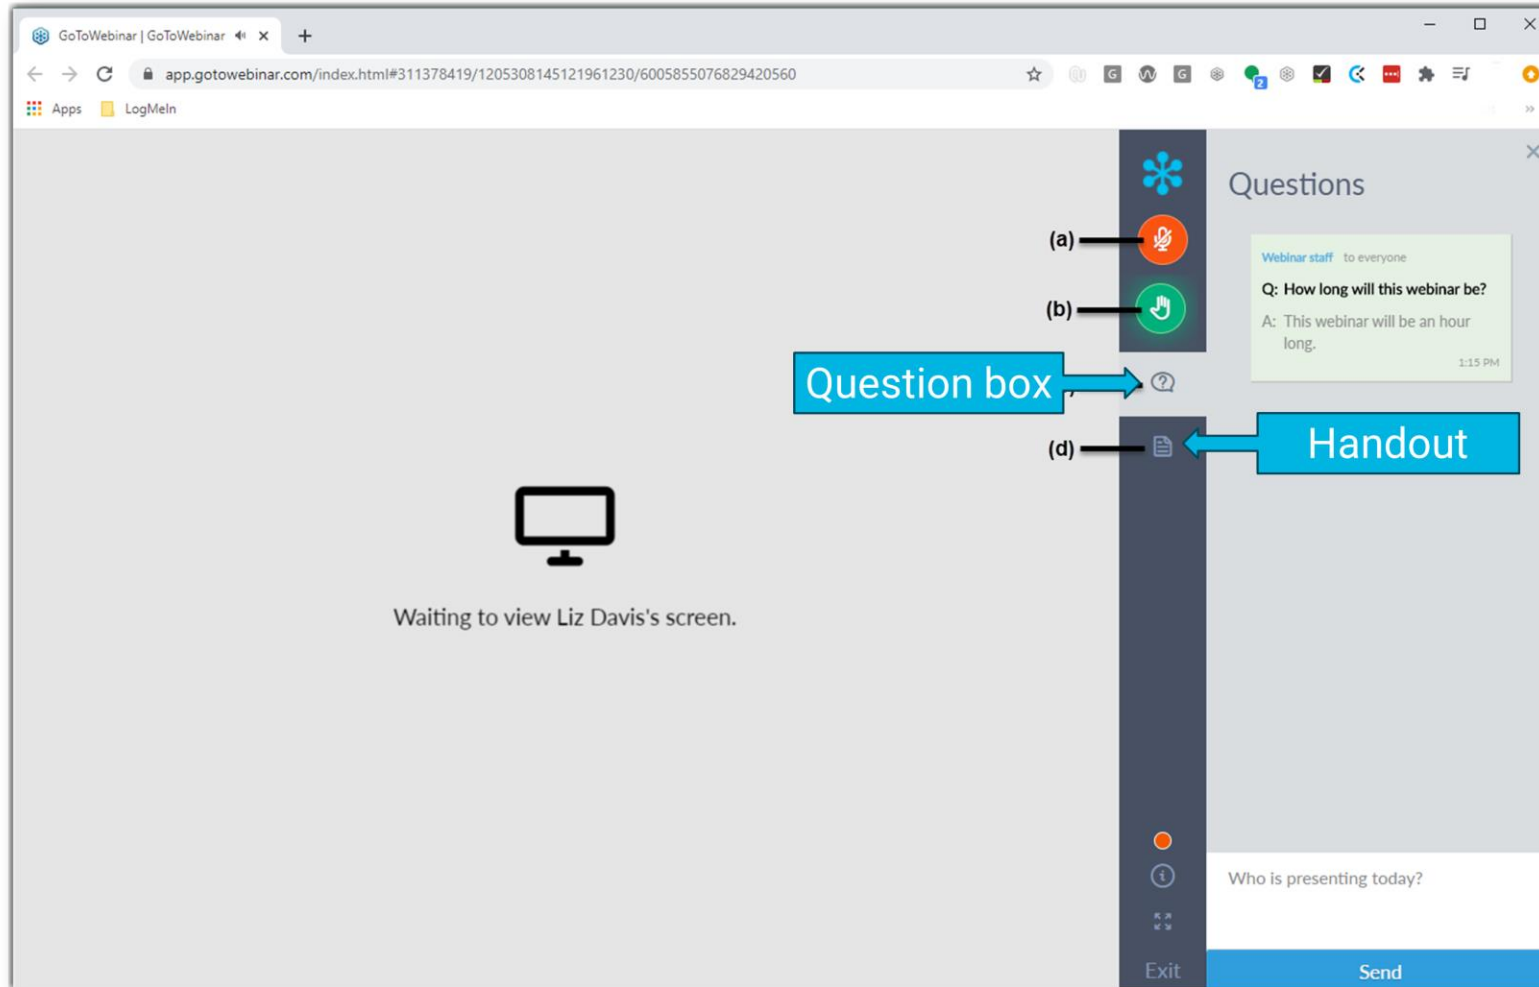 GoToWebinar | GoToWebinar
app.gotowebinar.com/index.html#311378419/1205308145121961230/6005855076829420560
G
G
2
Apps
LogMeIn
Questions
(a)
Webinar staff to everyone
Q: How long will this webinar be?
(b)
A: This webinar will be an hour
long.
1:15 PM
Question box
Handout
(d)
Waiting to view Liz Davis's screen.
Who is presenting today?
Exit
Send